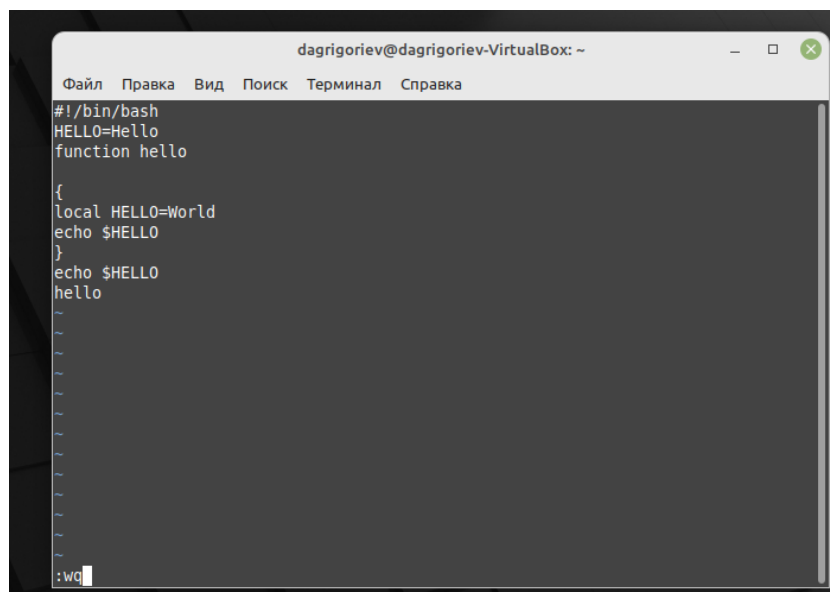 dagrigoriev@dagrigoriev-VirtualBox: ~
Файл Правка Вид Поиск Терминал Справка
#!/bin/bash
HELLO=Hello
function hello
{
local HELLO=World
echo $HELLO
}
echo $HELLO
hello
~
~
~
~
~
~
~
~
~
~
~
~
~
:wq